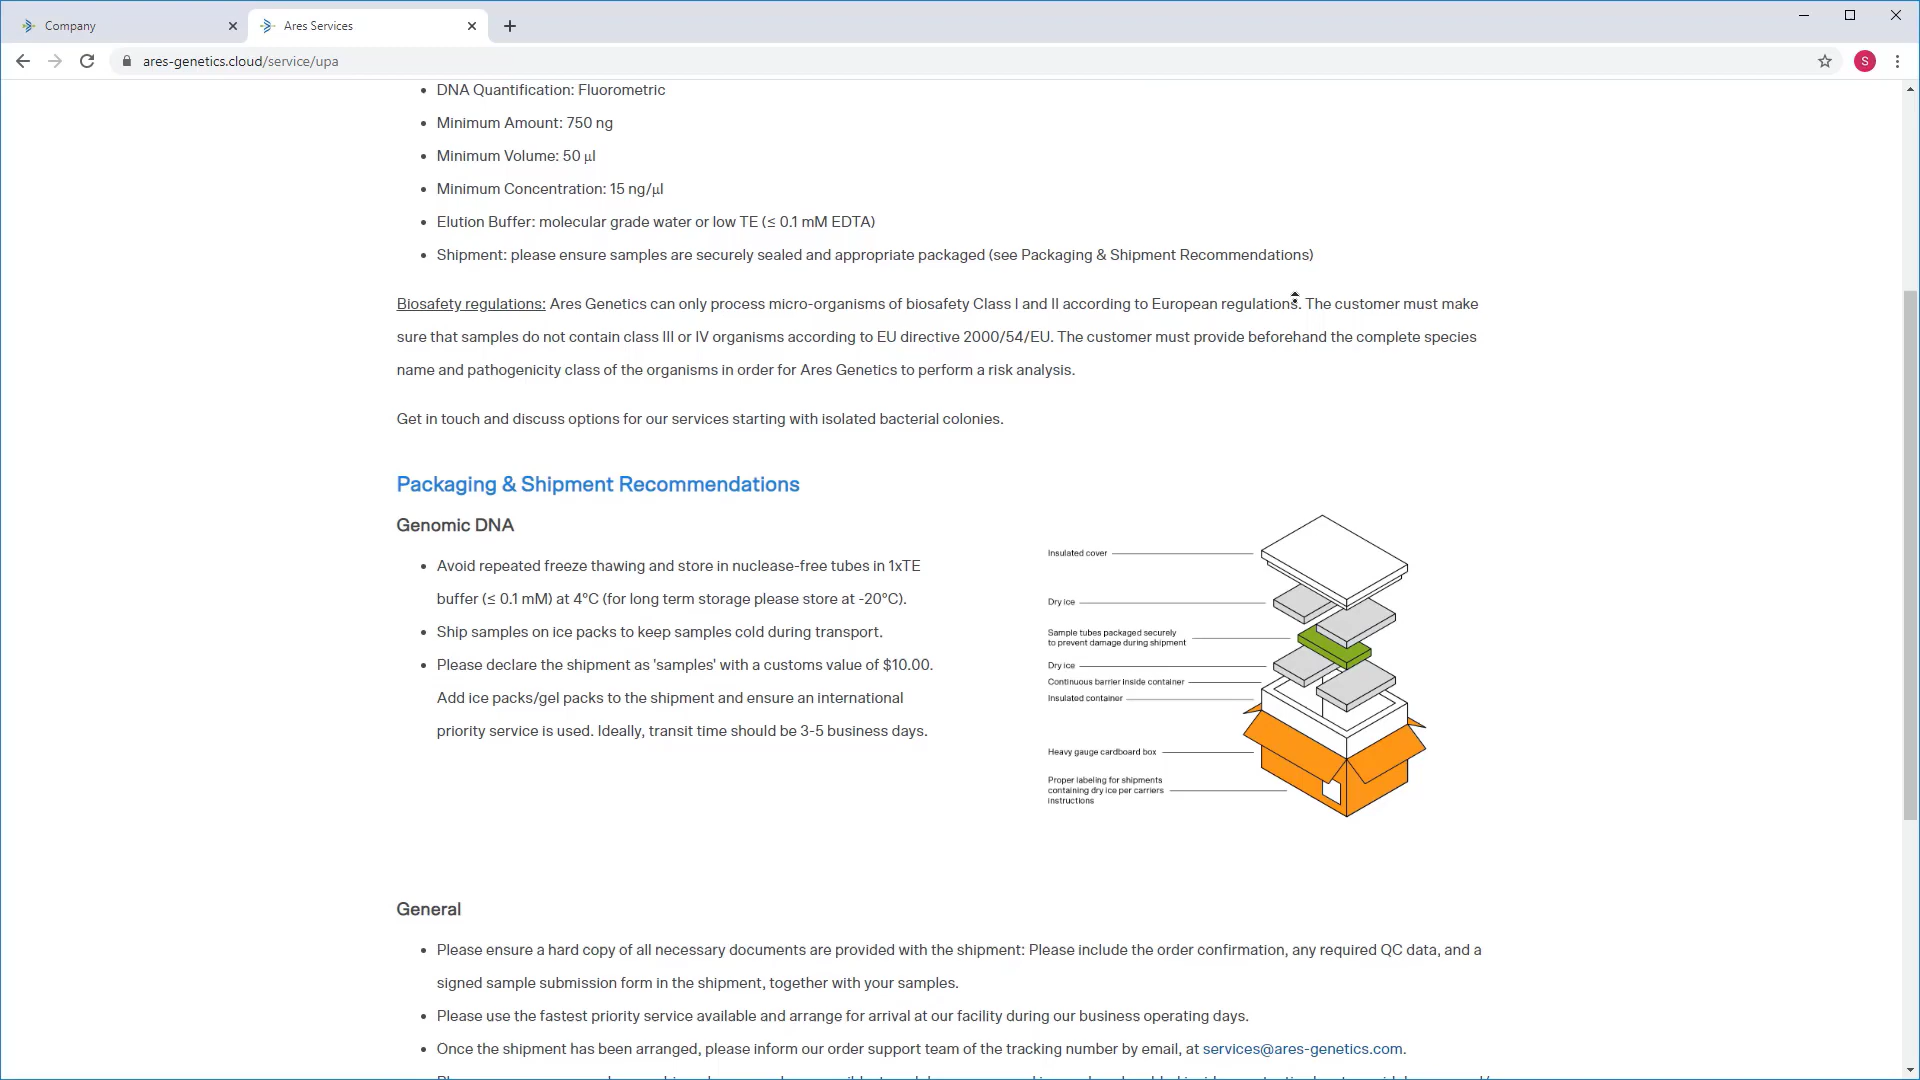 Company
Ares Services
ares-genetics.cloud/service/upa
S
DNA Quantification: Fluorometric
Minimum Amount: 750 ng
Minimum Volume: 50 µl
Minimum Concentration: 15 ng/µl
Elution Buffer: molecular grade water or low TE (≤ 0.1 mM EDTA)
Shipment: please ensure samples are securely sealed and appropriate packaged (see Packaging & Shipment Recommendations)
Biosafety regulations: Ares Genetics can only process micro-organisms of biosafety Class I and II according to European regulations. The customer must make
sure that samples do not contain class III or IV organisms according to EU directive 2000/54/EU. The customer must provide beforehand the complete species
name and pathogenicity class of the organisms in order for Ares Genetics to perform a risk analysis.
Get in touch and discuss options for our services starting with isolated bacterial colonies.
Packaging & Shipment Recommendations
Genomic DNA
Avoid repeated freeze thawing and store in nuclease-free tubes in 1xTE
buffer (≤ 0.1 mM) at 4°C (for long term storage please store at -20°C).
Ship samples on ice packs to keep samples cold during transport.
Please declare the shipment as 'samples' with a customs value of $10.00.
Add ice packs/gel packs to the shipment and ensure an international
priority service is used. Ideally, transit time should be 3-5 business days.
Insulated cover
Dry ice
Sample tubes packaged securely
to prevent damage during shipment
Dry ice
Continuous barrier inside container
Insulated container
Heavy gauge cardboard box
Proper labeling for shipments
containing dry ice per carriers
instructions
General
Please ensure a hard copy of all necessary documents are provided with the shipment: Please include the order confirmation, any required QC data, and a
signed sample submission form in the shipment, together with your samples.
Please use the fastest priority service available and arrange for arrival at our facility during our business operating days.
Once the shipment has been arranged, please inform our order support team of the tracking number by email, at services@ares-genetics.com.